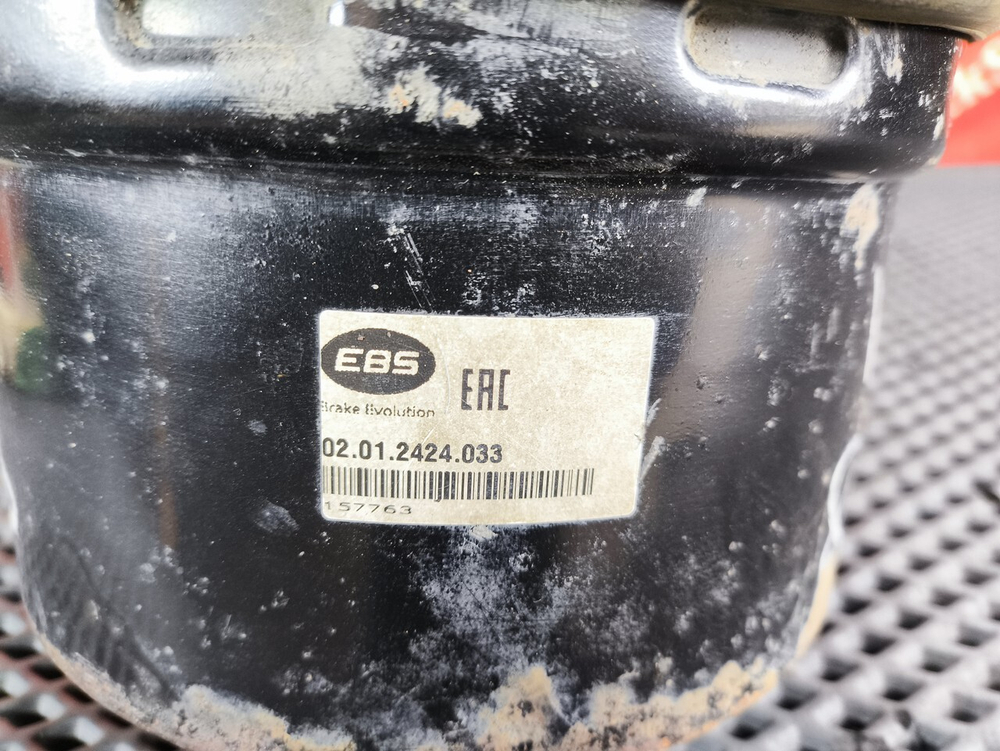 EBS
EAC
Brake Evolution
02.01.2424.033
157763